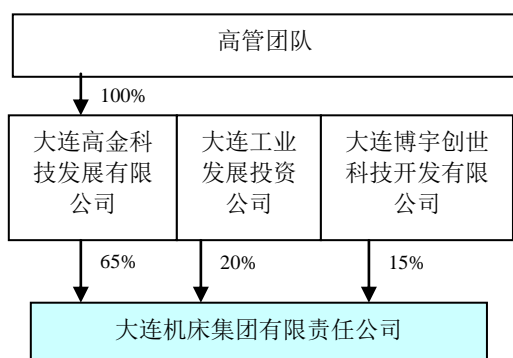 高管团队
100%
大连高金科
技发展有限
公司
大连工业
发展投资
公司
大连博宇创世
科技开发有限
公司
65%
20%
15%
大连机床集团有限责任公司